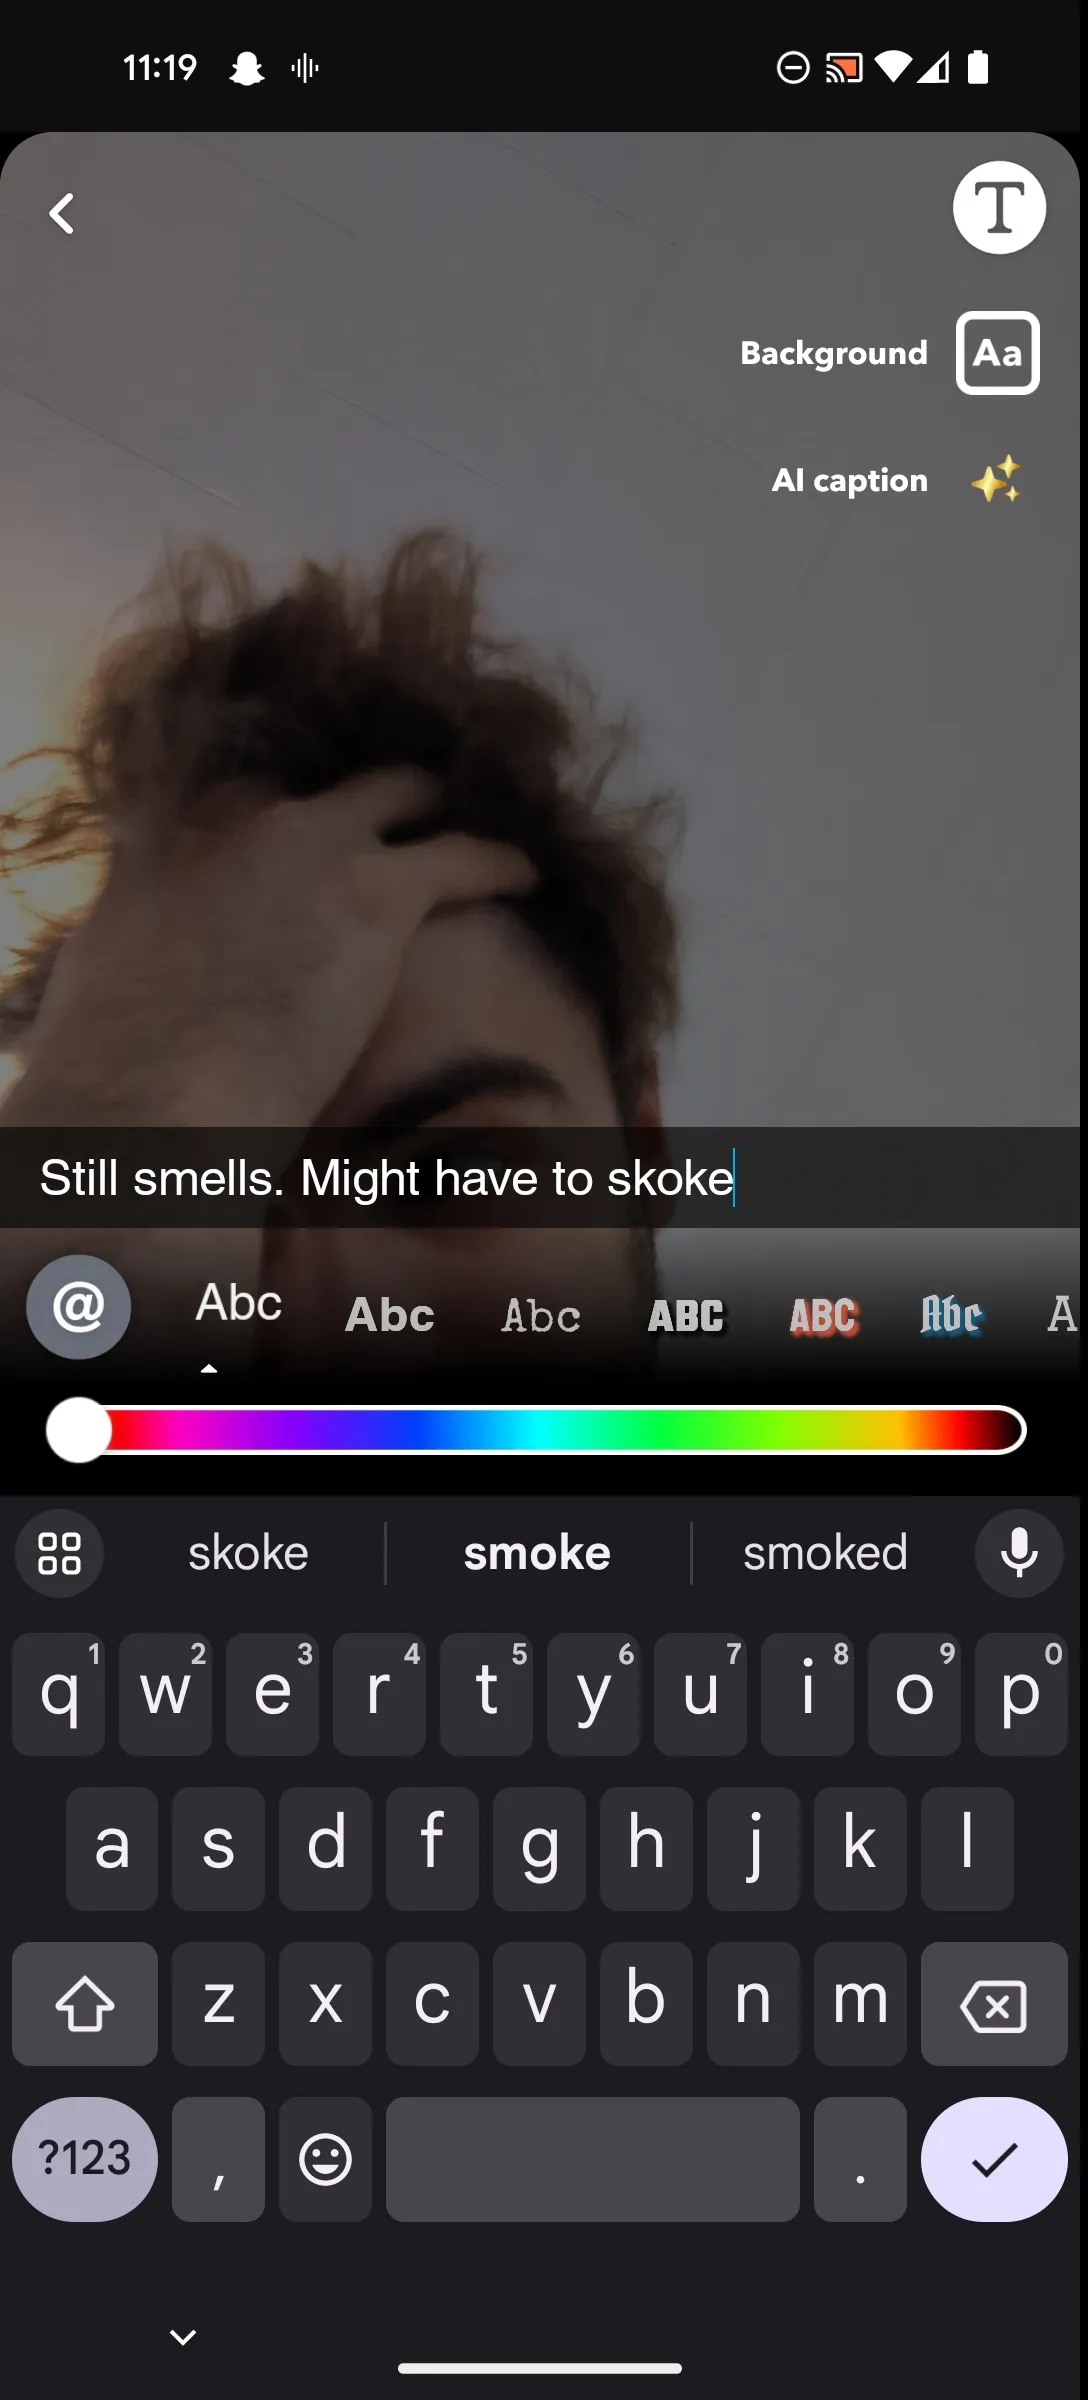 11:19
T
Background Aa
AI caption
Still smells. Might have to skoke
@ Abc Abc Abc ABC ABC Abc A
skoke smoke smoked
q1 w2 e3 r4 t5 y6 u7 i8 o9 p0
a s d f g h j k l
z x c v b n m
?123 , .